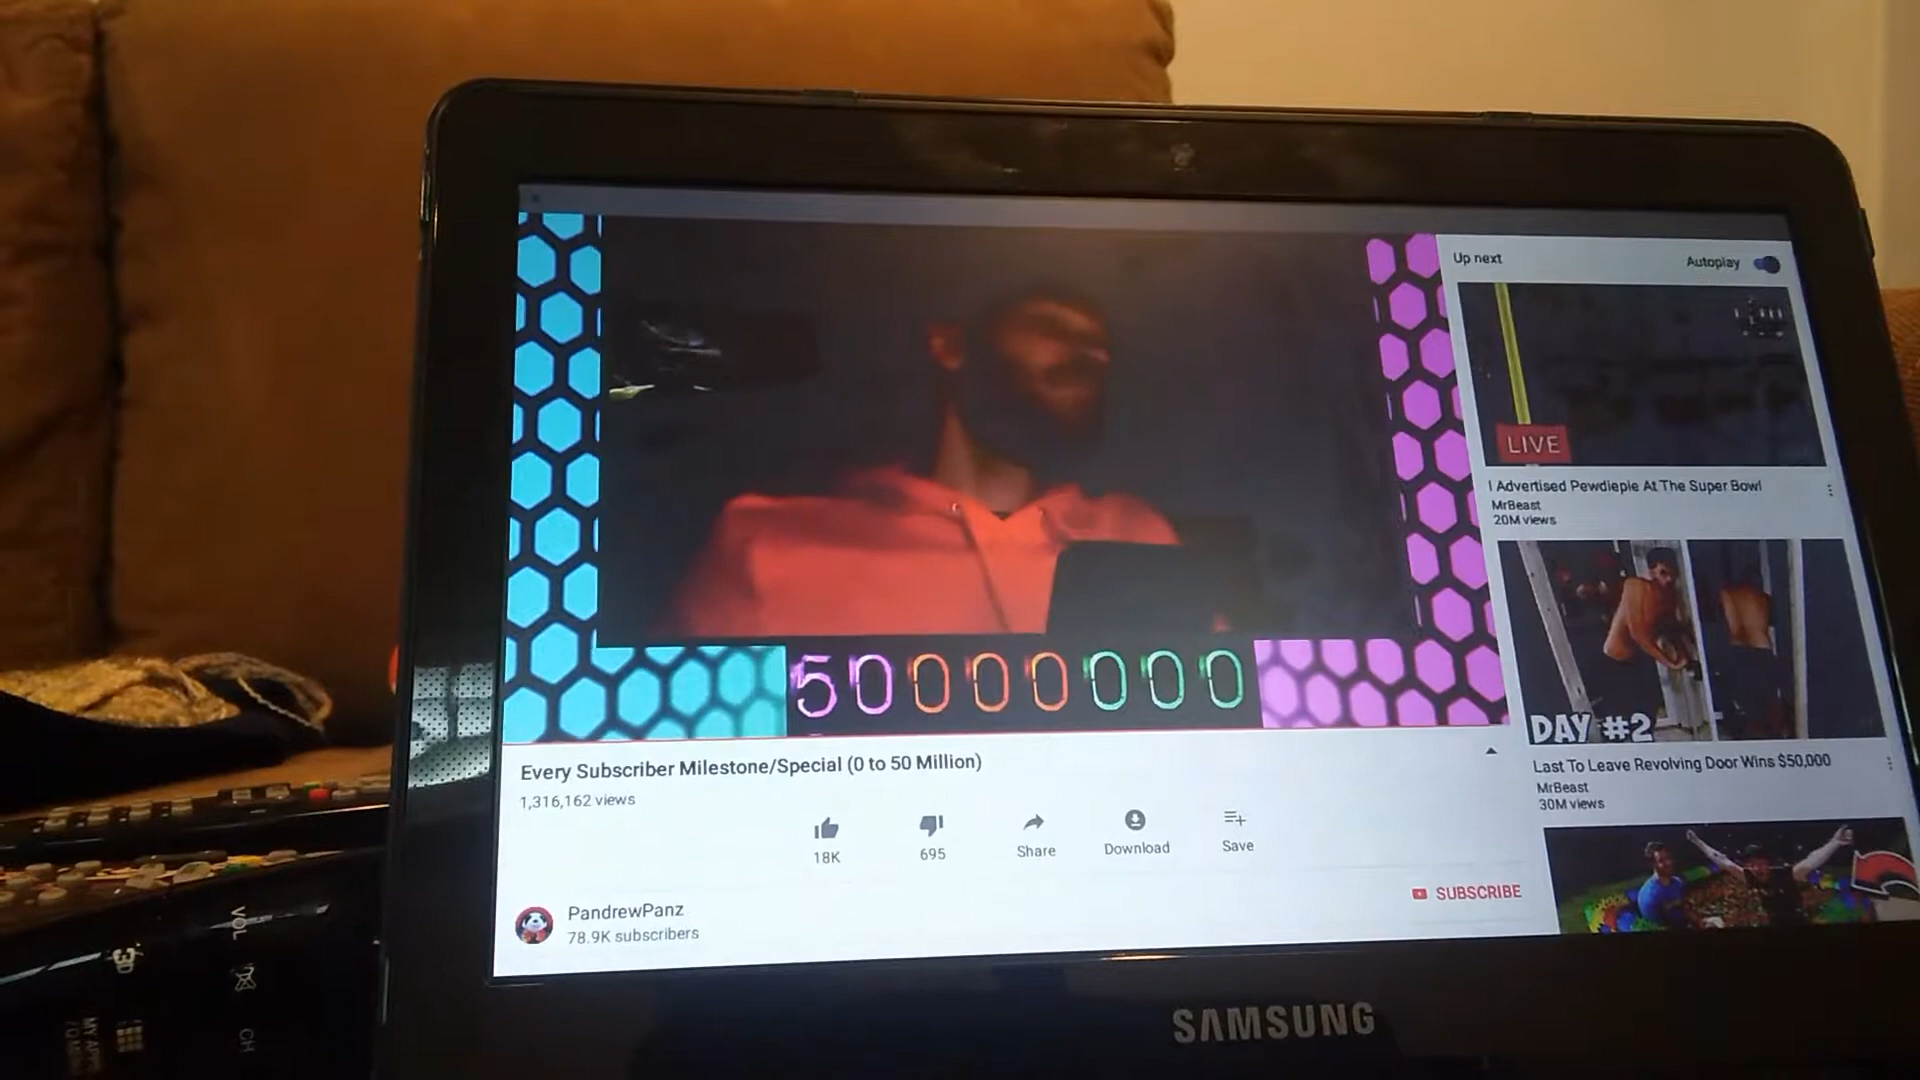 Up next
Autoplay
LIVE
I Advertised Pewdiepie At The Super Bowl
MrBeast
20M views
DAY #2
Last To Leave Revolving Door Wins $50,000
MrBeast
30M views
50000000
Every Subscriber Milestone/Special (0 to 50 Million)
1,316,162 views
18K
695
Share
Download
Save
PandrewPanz
78.9K subscribers
SUBSCRIBE
SAMSUNG
VOL
3D
CH